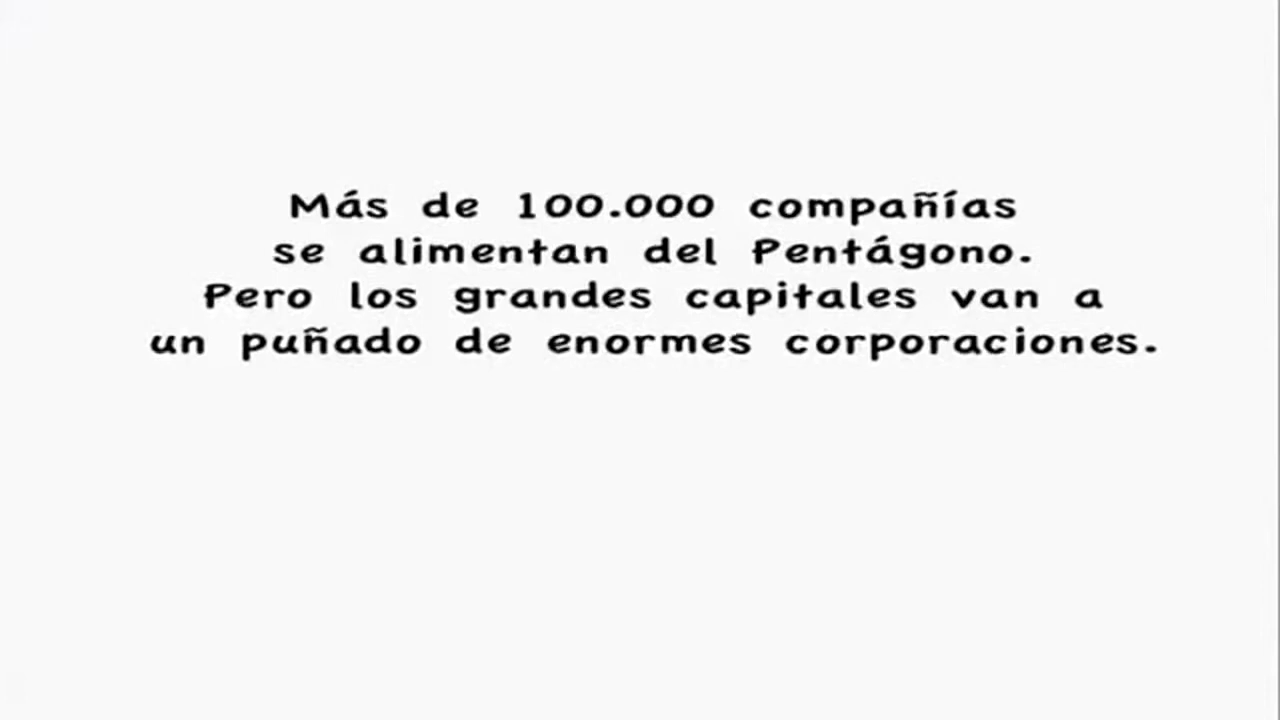 Más de 100.000 compañías
se alimentan del Pentágono.
Pero los grandes capitales van a
un puñado de enormes corporaciones.